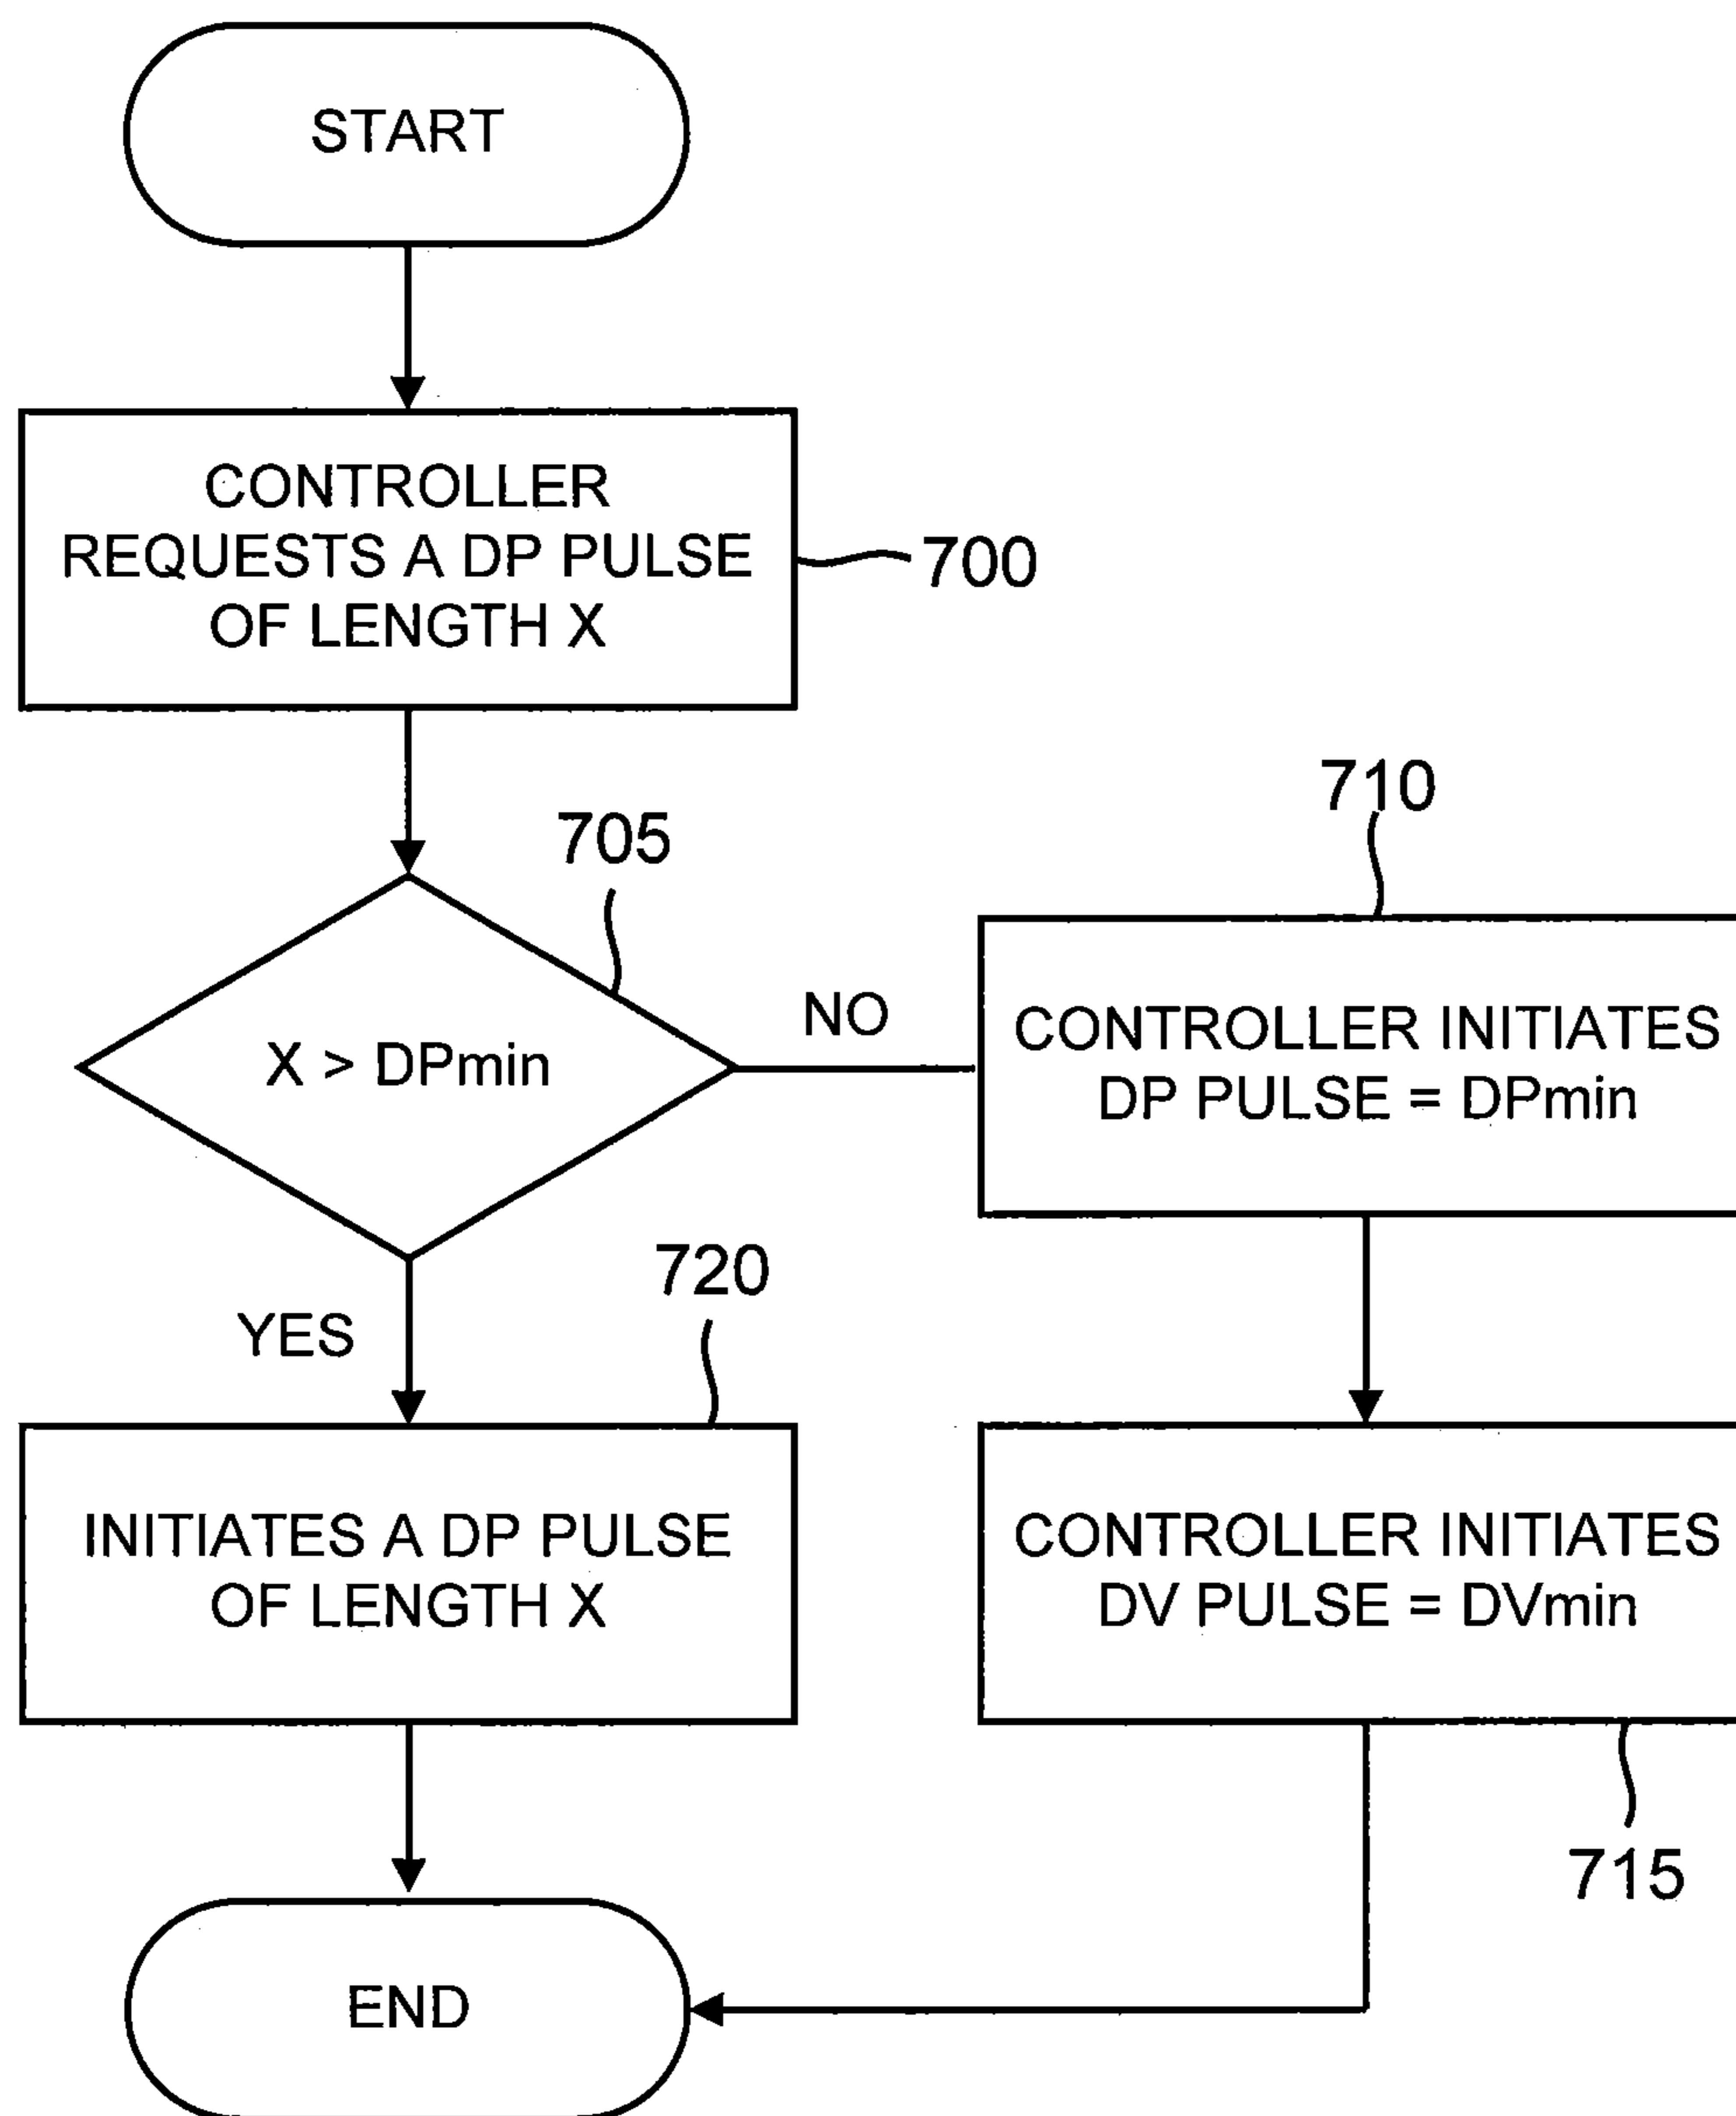 START
CONTROLLER
REQUESTS A DP PULSE
OF LENGTH X
700
705
X > DPmin
NO
710
CONTROLLER INITIATES
DP PULSE = DPmin
YES
720
INITIATES A DP PULSE
OF LENGTH X
CONTROLLER INITIATES
DV PULSE = DVmin
715
END